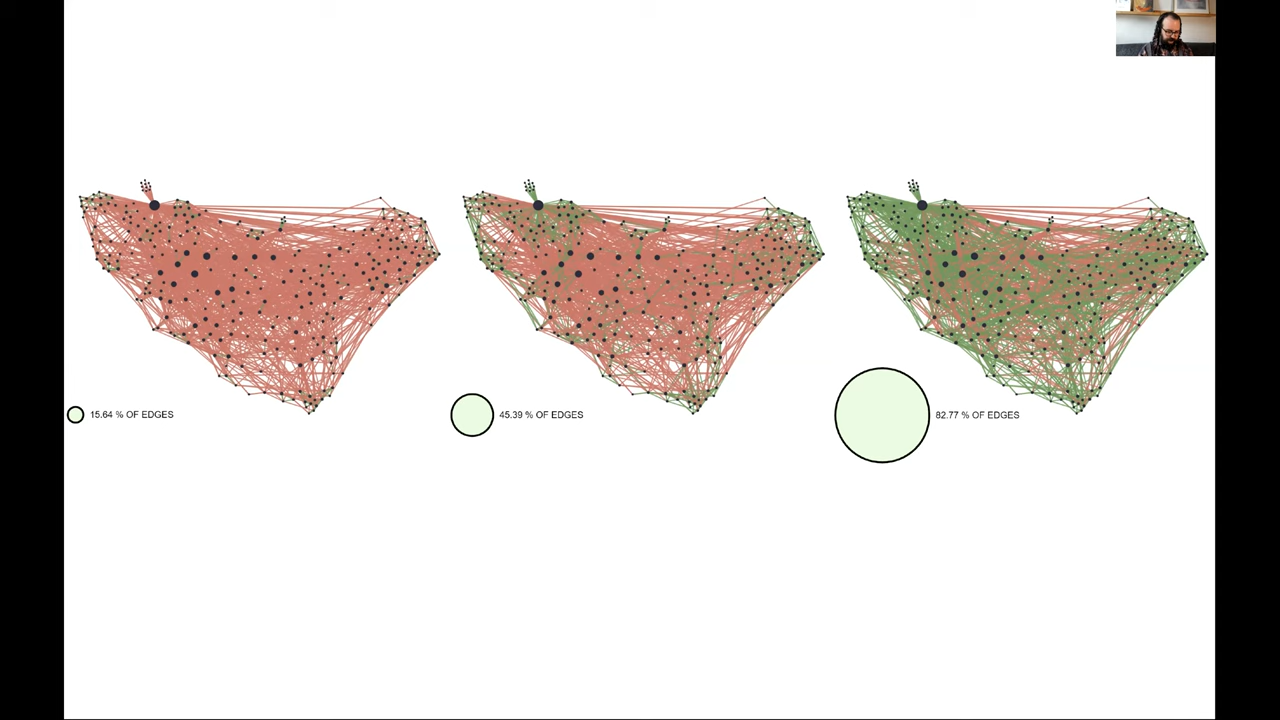 15.64 % OF EDGES
45.39 % OF EDGES
82.77 % OF EDGES